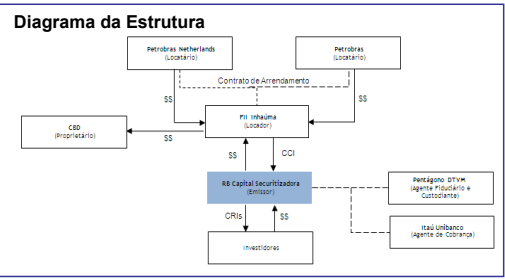 Diagrama da Estrutura
Petrobras Netherlands
(Locatário)
Petrobras
(Locatário)
Contrato de Arrendamento
$$
$$
FII Inhaúma
(Locador)
CBD
(Proprietário)
$$
$$
CCI
RB Capital Securitizadora
(Emissor)
Pentágono DTVM
(Agente Fiduciário e
Custodiante)
CRIs
$$
Itaú Unibanco
(Agente de Cobrança)
Investidores